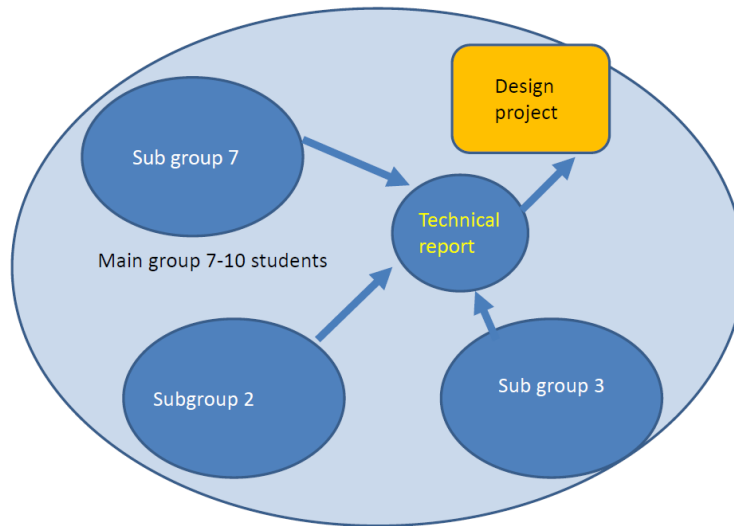 Design
project
Sub group 7
Technical
report
Main group 7-10 students
Subgroup 2
Sub group 3